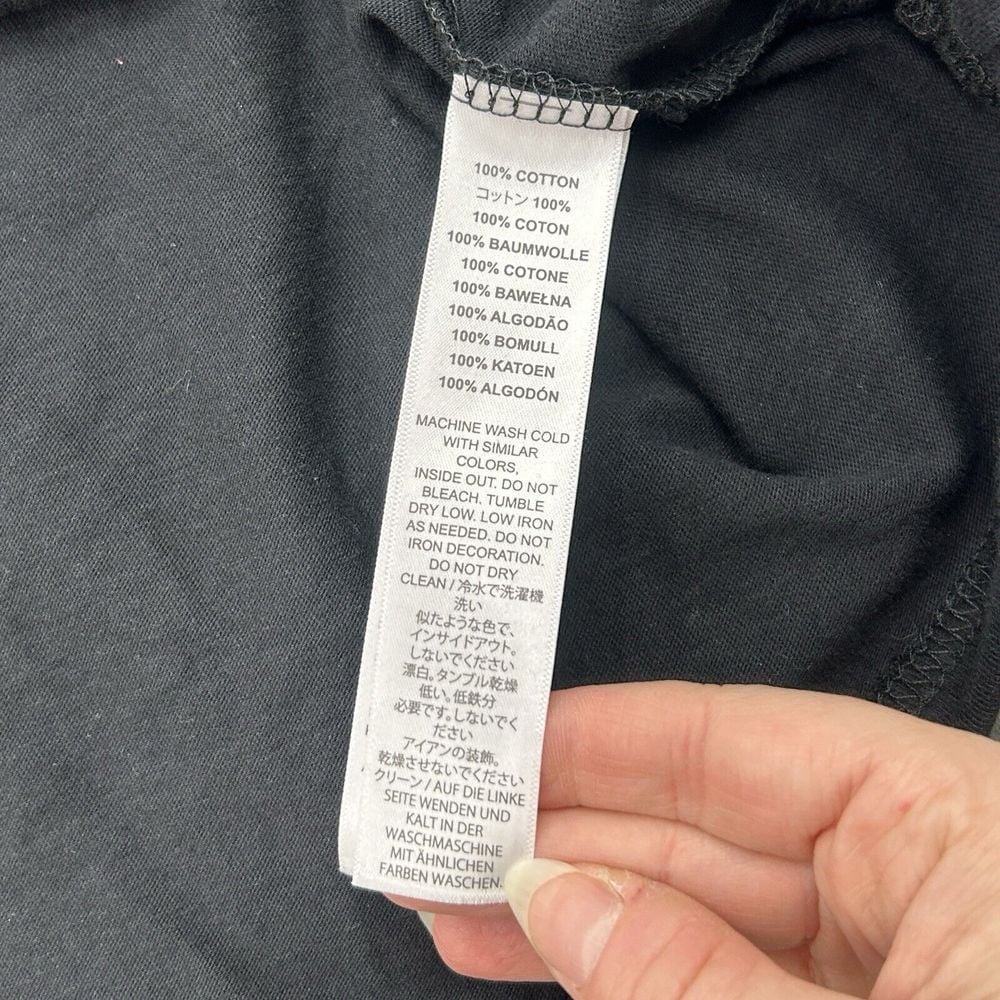 100% COTTON
コットン 100%
100% COTON
100% BAUMWOLLE
100% COTONE
100% BAWEŁNA
100% ALGODÃO
100% BOMULL
100% KATOEN
100% ALGODÓN
MACHINE WASH COLD
WITH SIMILAR
COLORS,
INSIDE OUT. DO NOT
BLEACH. TUMBLE
DRY LOW. LOW IRON
AS NEEDED. DO NOT
IRON DECORATION.
DO NOT DRY
CLEAN / 冷水で洗濯機
洗い
似たような色で、
インサイドアウト。
しないでください
漂白。タンブル乾燥
低い。低鉄分
必要です。しないでく
ださい
アイアンの装飾。
乾燥させないでください
クリーン / AUF DIE LINKE
SEITE WENDEN UND
KALT IN DER
WASCHMASCHINE
MIT ÄHNLICHEN
FARBEN WASCHEN.